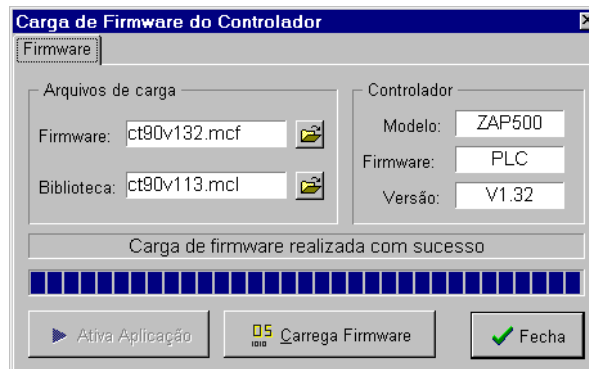 Carga de Firmware do Controlador
Firmware
Arquivos de carga
Firmware: ct90v132.mcf
Biblioteca: ct90v113.mcl
Controlador
Modelo: ZAP500
Firmware: PLC
Versão: V1.32
Carga de firmware realizada com sucesso
Ativa Aplicação
Carrega Firmware
Fecha